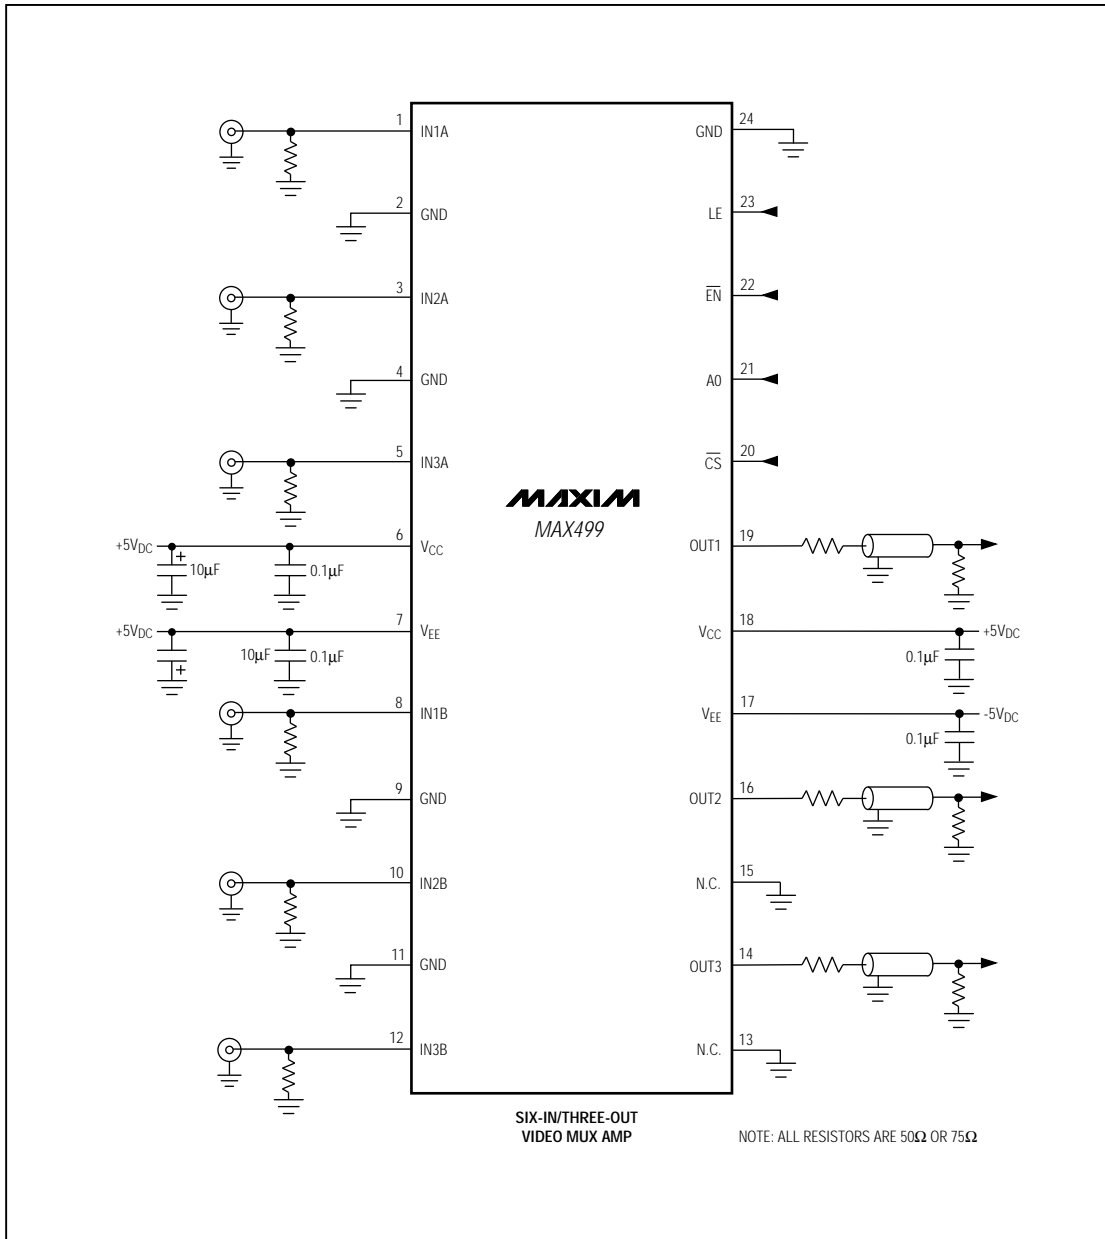 1 IN1A
2 GND
3 IN2A
4 GND
5 IN3A
+5VDC 10µF 0.1µF 6 VCC
+5VDC 10µF 0.1µF 7 VEE
8 IN1B
9 GND
10 IN2B
11 GND
12 IN3B
MAXIM
MAX499
GND 24
LE 23
E̅N̅ 22
A0 21
C̅S̅ 20
OUT1 19
VCC 18 +5VDC
0.1µF
VEE 17 -5VDC
0.1µF
OUT2 16
N.C. 15
OUT3 14
N.C. 13
SIX-IN/THREE-OUT
VIDEO MUX AMP
NOTE: ALL RESISTORS ARE 50Ω OR 75Ω